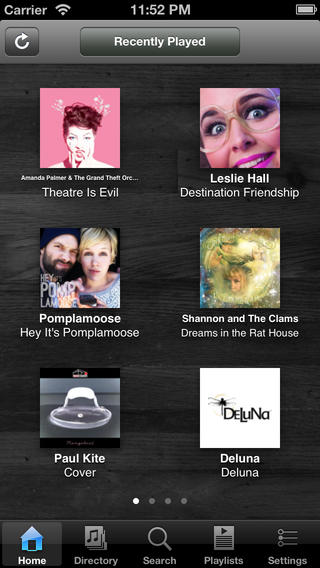 Carrier 11:52 PM
Recently Played
Amanda Palmer & The Grand Theft Orc...
Theatre Is Evil
Leslie Hall
Destination Friendship
HEY
IT'S
POMP
LAMOOSE
Pomplamoose
Hey It's Pomplamoose
Shannon and The Clams
Dreams in the Rat House
Paul Kite
Cover
DeLuNa
Deluna
Deluna
Home Directory Search Playlists Settings